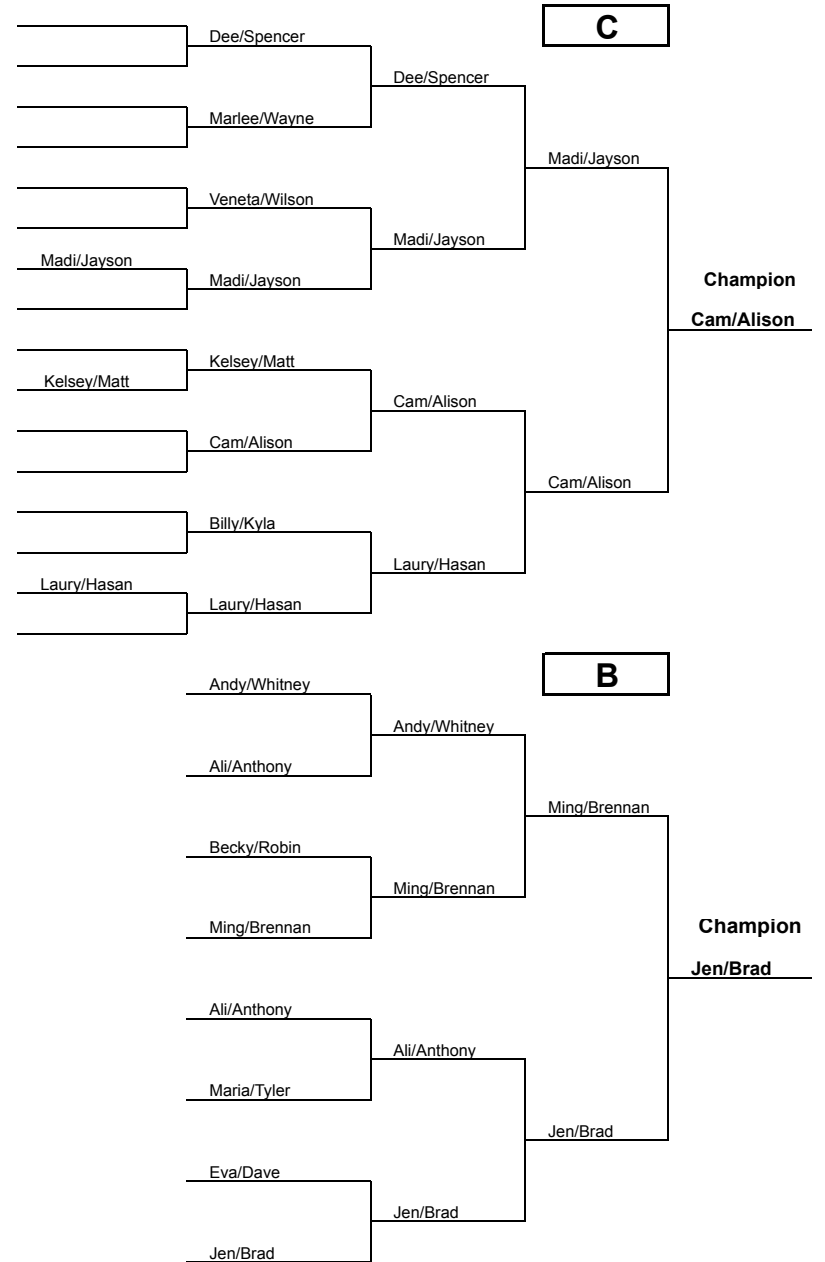 C
Dee/Spencer
Dee/Spencer
Marlee/Wayne
Madi/Jayson
Veneta/Wilson
Madi/Jayson
Madi/Jayson
Madi/Jayson
Champion
Cam/Alison
Kelsey/Matt
Kelsey/Matt
Cam/Alison
Cam/Alison
Cam/Alison
Billy/Kyla
Laury/Hasan
Laury/Hasan
Laury/Hasan
B
Andy/Whitney
Andy/Whitney
Ali/Anthony
Ming/Brennan
Becky/Robin
Ming/Brennan
Ming/Brennan
Champion
Jen/Brad
Ali/Anthony
Ali/Anthony
Maria/Tyler
Jen/Brad
Eva/Dave
Jen/Brad
Jen/Brad